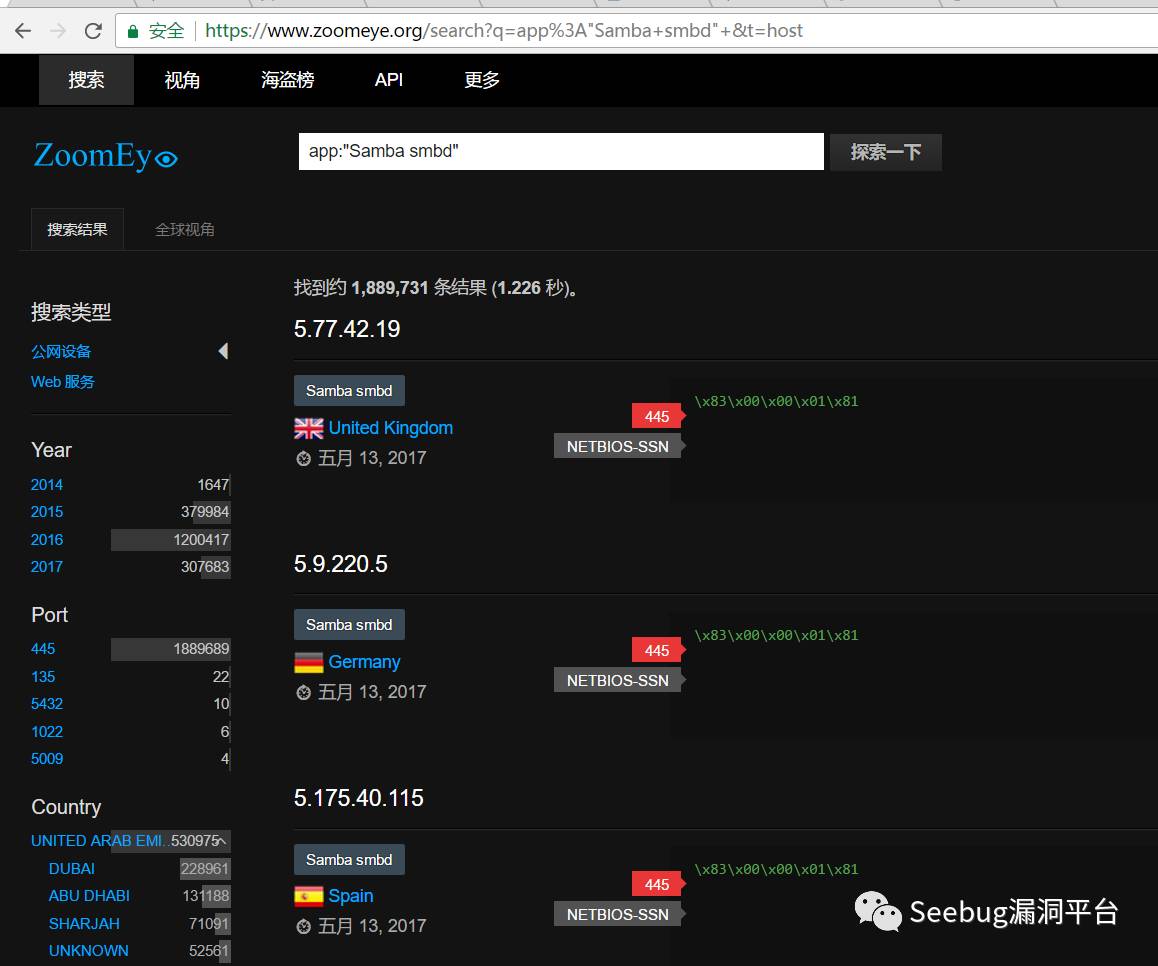 安全 https://www.zoomeye.org/search?q=app%3A"Samba+smbd"+&t=host
搜索 视角 海盗榜 API 更多
ZoomEy
app:"Samba smbd" 探索一下
搜索结果 全球视角
找到约 1,889,731 条结果 (1.226 秒)。
搜索类型
公网设备
Web 服务
Year
2014 1647
2015 379984
2016 1200417
2017 307683
Port
445 1889689
135 22
5432 10
1022 6
5009 4
Country
UNITED ARAB EMI.. 530975
DUBAI 228961
ABU DHABI 131188
SHARJAH 71091
UNKNOWN 52561
5.77.42.19
Samba smbd
United Kingdom
五月 13, 2017
445
NETBIOS-SSN
\x83\x00\x00\x01\x81
5.9.220.5
Samba smbd
Germany
五月 13, 2017
445
NETBIOS-SSN
\x83\x00\x00\x01\x81
5.175.40.115
Samba smbd
Spain
五月 13, 2017
445
NETBIOS-SSN
\x83\x00\x00\x01\x81
Seebug漏洞平台